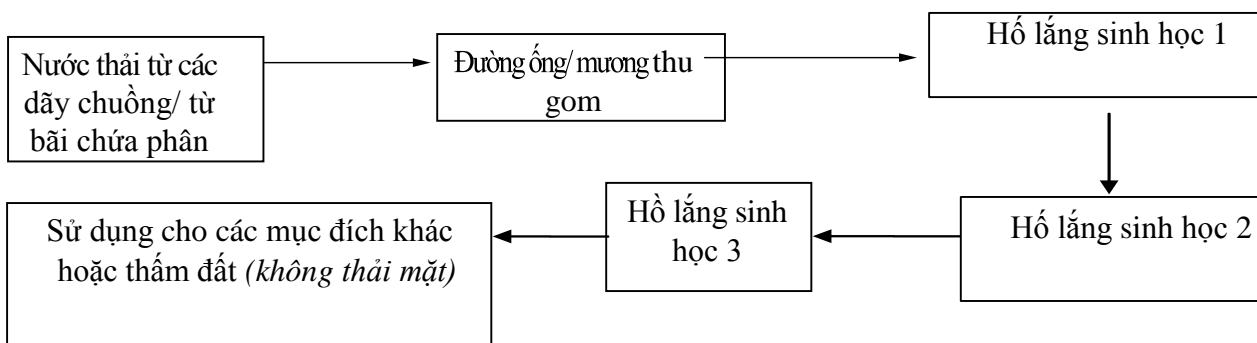 Nước thải từ các
dãy chuồng/ từ
bãi chứa phân
Đường ống/ mương thu
gom
Hố lắng sinh học 1
Hố lắng sinh học 2
Hồ lắng sinh
học 3
Sử dụng cho các mục đích khác
hoặc thấm đất (không thải mặt)